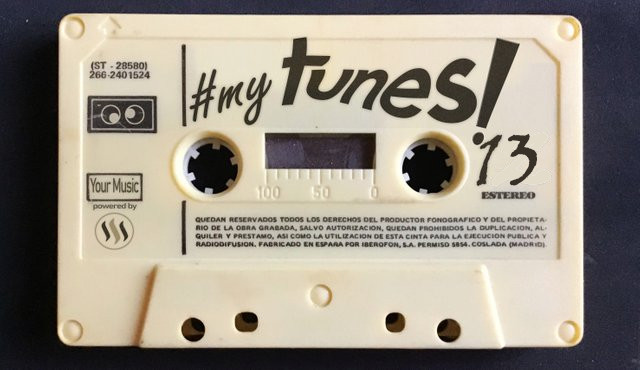 (ST - 28580)
266-2401524
#my tunes!
'13
ESTEREO
100 50 0
Your Music
powered by
QUEDAN RESERVADOS TODOS LOS DERECHOS DEL PRODUCTOR FONOGRAFICO Y DEL PROPIETA-
RIO DE LA OBRA GRABADA, SALVO AUTORIZACION, QUEDAN PROHIBIDOS LA DUPLICACION, AL-
QUILER Y PRESTAMO, ASI COMO LA UTILIZACION DE ESTA CINTA PARA LA EJECUCION PUBLICA Y
RADIODIFUSION. FABRICADO EN ESPAÑA POR IBEROFON, S.A. PERMISO 5854. COSLADA (MADRID).